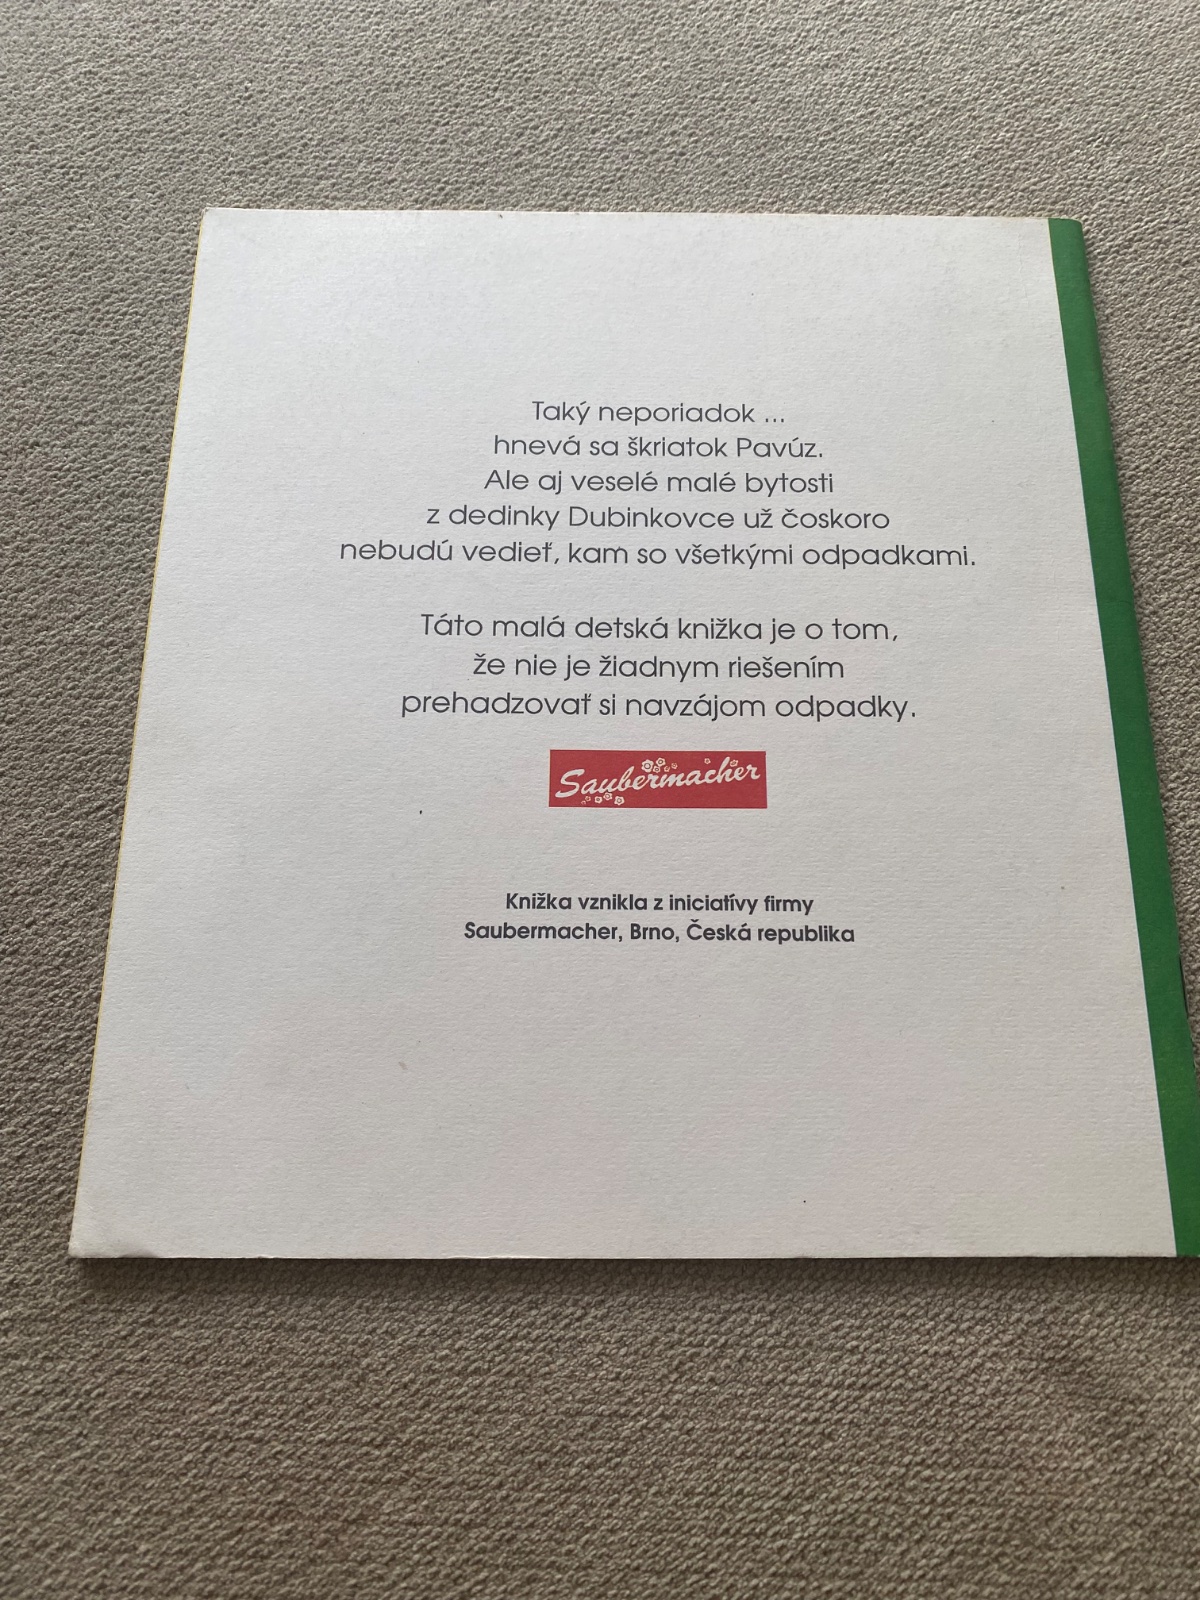 Taký neporiadok ...
hnevá sa škriatok Pavúz.
Ale aj veselé malé bytosti
z dedinky Dubinkovce už čoskoro
nebudú vedieť, kam so všetkými odpadkami.
Táto malá detská knižka je o tom,
že nie je žiadnym riešením
prehadzovať si navzájom odpadky.
Saubermacher
Knižka vznikla z iniciatívy firmy
Saubermacher, Brno, Česká republika